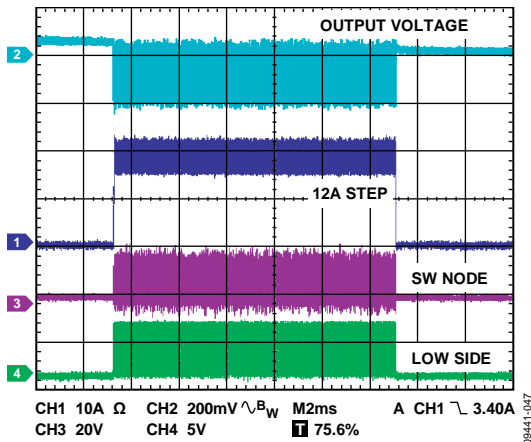 OUTPUT VOLTAGE
2
12A STEP
1
SW NODE
3
LOW SIDE
4
CH1 10A Ω CH2 200mV ∿BW M2ms A CH1 ⁊ 3.40A
CH3 20V CH4 5V T 75.6%
09431-047